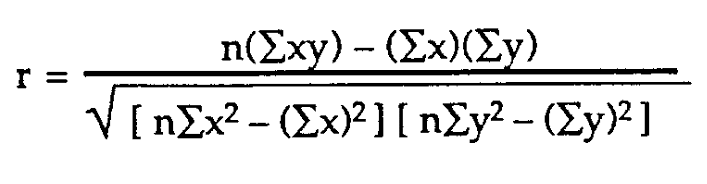 r = n(Σxy) – (Σx)(Σy)
√[ nΣx² – (Σx)² ] [ nΣy² – (Σy)² ]